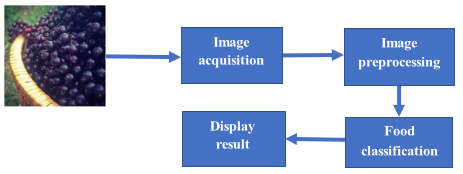 Image
acquisition
Image
preprocessing
Food
classification
Display
result